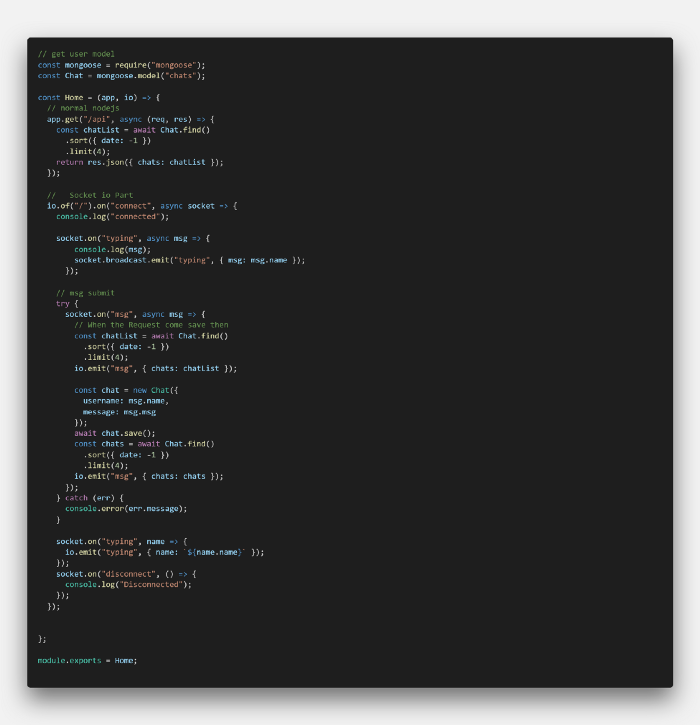 // get user model
const mongoose = require("mongoose");
const Chat = mongoose.model("chats");

const Home = (app, io) => {
  // normal nodejs
  app.get("/api", async (req, res) => {
    const chatList = await Chat.find()
      .sort({ date: -1 })
      .limit(4);
    return res.json({ chats: chatList });
  });

  //   Socket io Part
  io.of("/").on("connect", async socket => {
    console.log("connected");

    socket.on("typing", async msg => {
        console.log(msg);
        socket.broadcast.emit("typing", { msg: msg.name });
      });

    // msg submit
    try {
      socket.on("msg", async msg => {
        // When the Request come save then
        const chatList = await Chat.find()
          .sort({ date: -1 })
          .limit(4);
        io.emit("msg", { chats: chatList });

        const chat = new Chat({
          username: msg.name,
          message: msg.msg
        });
        await chat.save();
        const chats = await Chat.find()
          .sort({ date: -1 })
          .limit(4);
        io.emit("msg", { chats: chats });
      });
    } catch (err) {
      console.error(err.message);
    }

    socket.on("typing", name => {
      io.emit("typing", { name: `${name.name}` });
    });
    socket.on("disconnect", () => {
      console.log("Disconnected");
    });
  });


};

module.exports = Home;